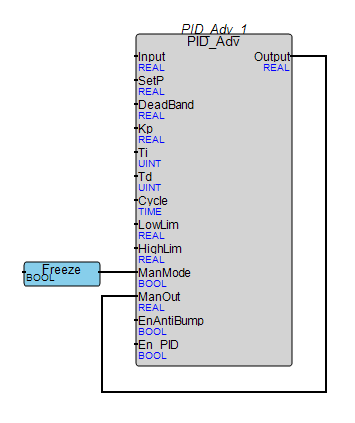 PID_Adv_1
PID_Adv
Input Output
REAL REAL
SetP
REAL
DeadBand
REAL
Kp
REAL
Ti
UINT
Td
UINT
Cycle
TIME
LowLim
REAL
HighLim
REAL
Freeze ManMode
BOOL BOOL
ManOut
REAL
EnAntiBump
BOOL
En_PID
BOOL